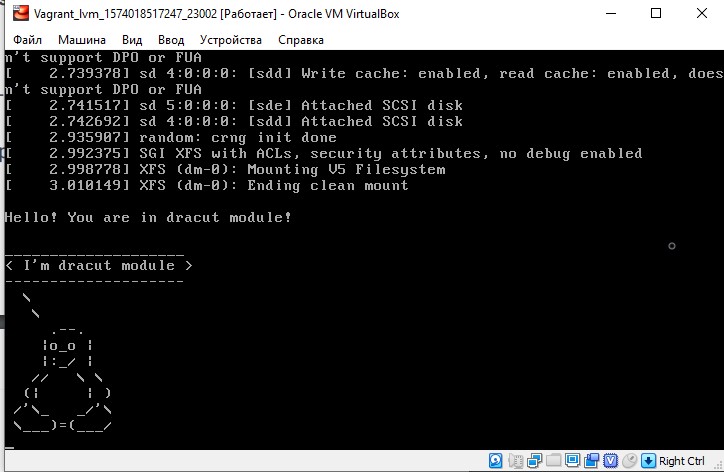 Vagrant_lvm_1574018517247_23002 [Работает] - Oracle VM VirtualBox
Файл Машина Вид Ввод Устройства Справка
n't support DPO or FUA
[    2.739378] sd 4:0:0:0: [sdd] Write cache: enabled, read cache: enabled, does
n't support DPO or FUA
[    2.741517] sd 5:0:0:0: [sde] Attached SCSI disk
[    2.742692] sd 4:0:0:0: [sdd] Attached SCSI disk
[    2.935907] random: crng init done
[    2.992375] SGI XFS with ACLs, security attributes, no debug enabled
[    2.998778] XFS (dm-0): Mounting V5 Filesystem
[    3.010149] XFS (dm-0): Ending clean mount
Hello! You are in dracut module!
____________________
< I'm dracut module >
--------------------
  \
   \
     .--.
    |o_o |
    |:_/ |
   //   \ \
  (|     | )
 /'\_   _/'\
 \___)=(___/
Right Ctrl